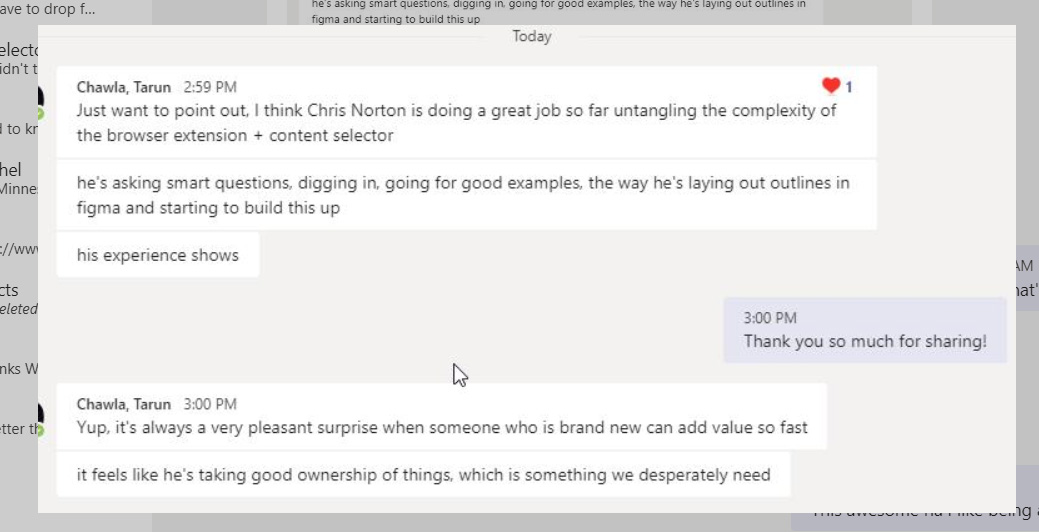 ave to drop f...
he's asking smart questions, digging in, going for good examples, the way he's laying out outlines in
figma and starting to build this up
Today
Chawla, Tarun 2:59 PM
❤️ 1
Just want to point out, I think Chris Norton is doing a great job so far untangling the complexity of
the browser extension + content selector
he's asking smart questions, digging in, going for good examples, the way he's laying out outlines in
figma and starting to build this up
his experience shows
3:00 PM
Thank you so much for sharing!
Chawla, Tarun 3:00 PM
Yup, it's always a very pleasant surprise when someone who is brand new can add value so fast
it feels like he's taking good ownership of things, which is something we desperately need
electo
idn't t
d to kn
hel
Minne
://www
cts
eleted
nks W
etter th
AM
hat'